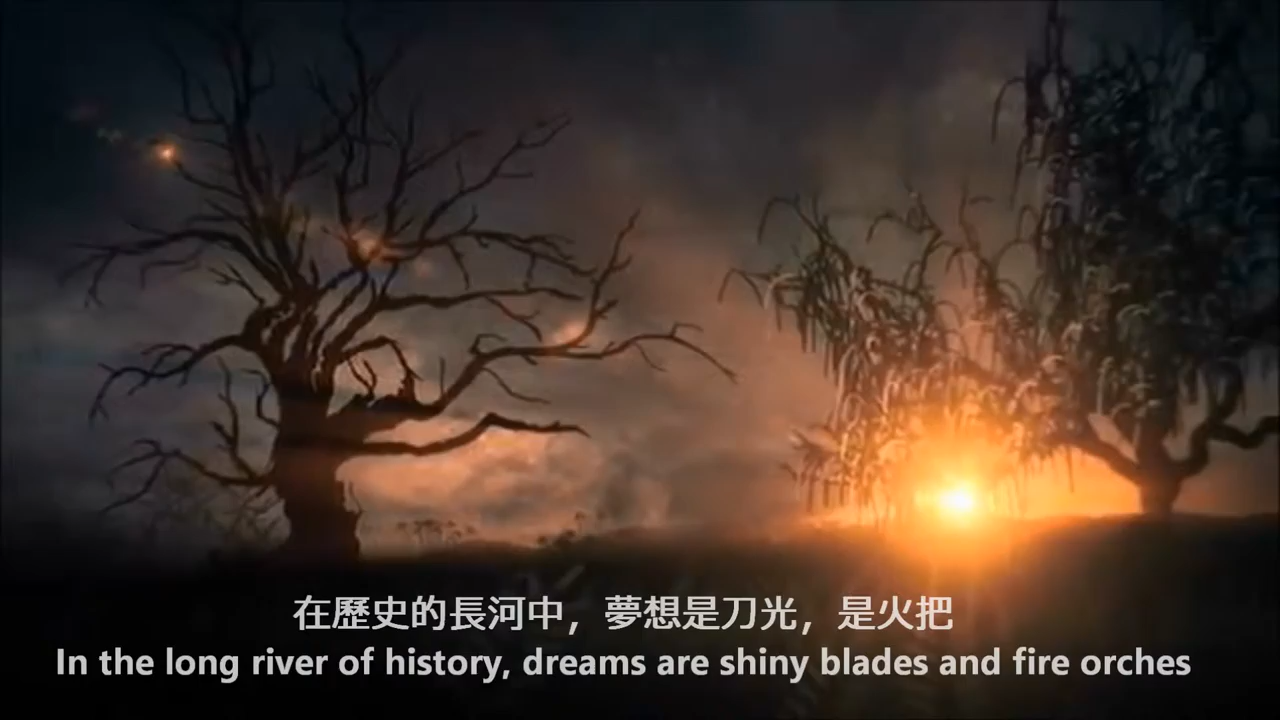 在歷史的長河中，夢想是刀光，是火把
In the long river of history, dreams are shiny blades and fire orches